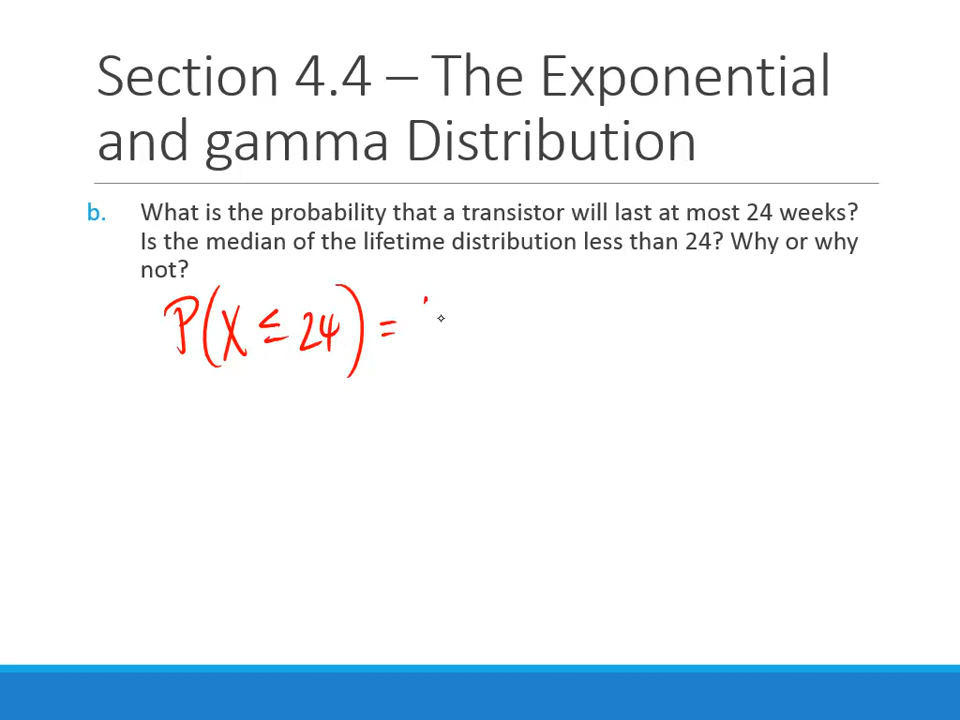 Section 4.4 – The Exponential
and gamma Distribution
b. What is the probability that a transistor will last at most 24 weeks?
Is the median of the lifetime distribution less than 24? Why or why
not?
P(X ≤ 24) =